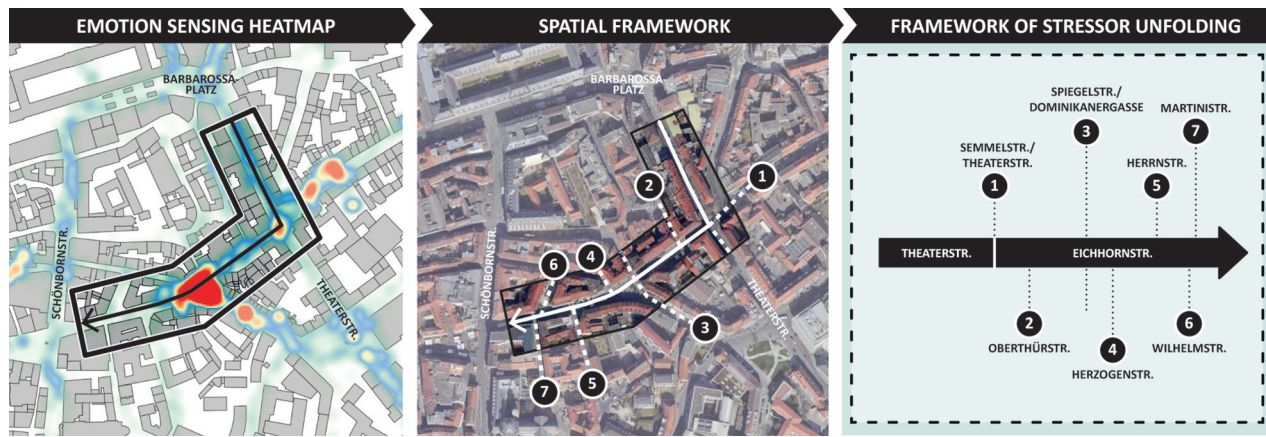 EMOTION SENSING HEATMAP
SPATIAL FRAMEWORK
FRAMEWORK OF STRESSOR UNFOLDING
BARBAROSSA-
PLATZ
SCHÖNBORNSTR.
THEATERSTR.
BARBAROSSA-
PLATZ
1
2
SCHÖNBORNSTR.
6
4
THEATERSTR.
3
7
5
SPIEGELSTR./
DOMINIKANERGASSE
MARTINISTR.
3
7
SEMMELSTR./
THEATERSTR.
HERRNSTR.
1
5
THEATERSTR.
EICHHORNSTR.
2
6
OBERTHÜRSTR.
4
WILHELMSTR.
HERZOGENSTR.